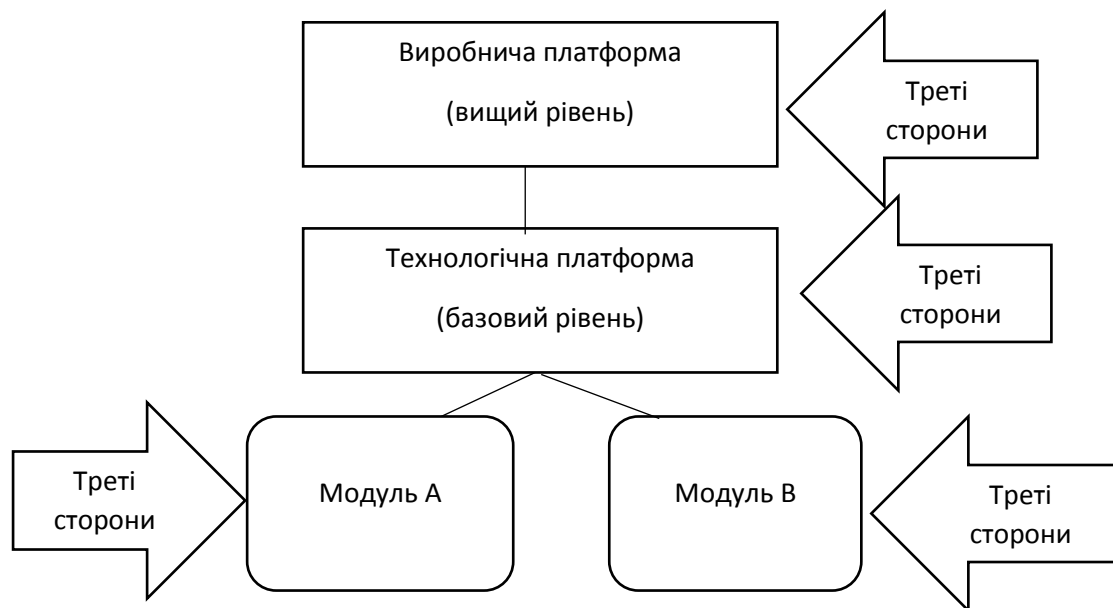 Виробнича платформа
(вищий рівень)
Треті
сторони
Технологічна платформа
(базовий рівень)
Треті
сторони
Треті
сторони
Модуль А
Модуль В
Треті
сторони